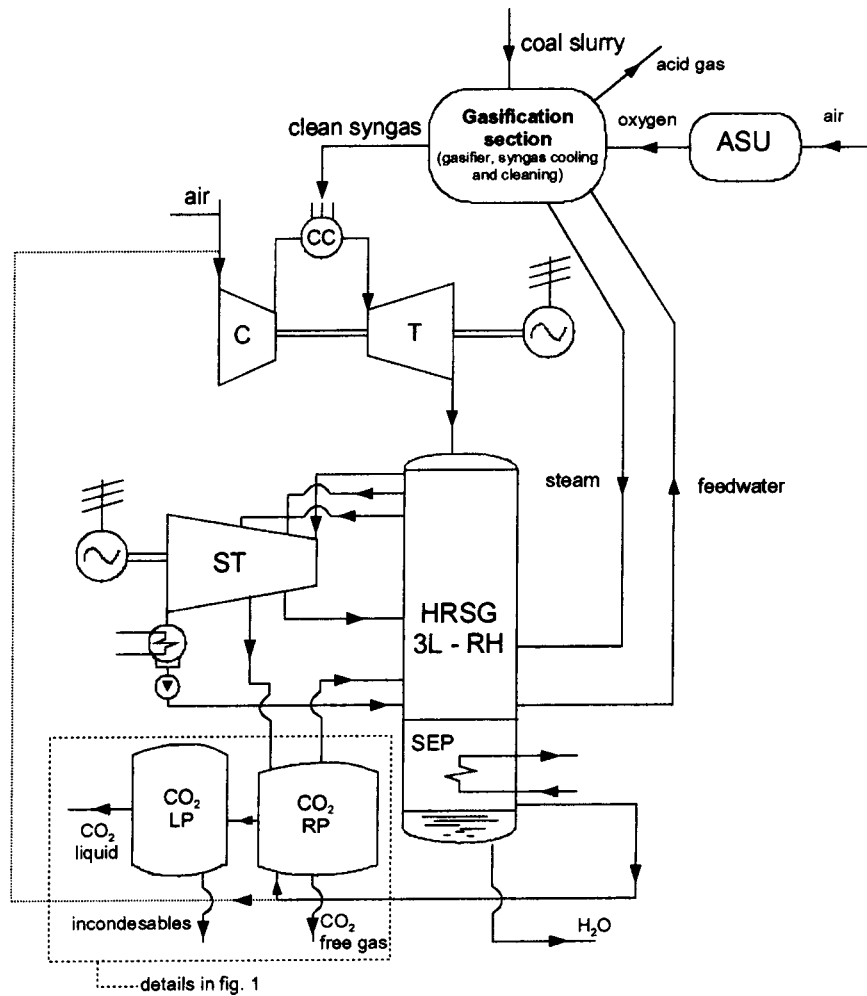 coal slurry
acid gas
clean syngas
Gasification
section
(gasifier, syngas cooling
and cleaning)
oxygen
ASU
air
air
CC
C
T
steam
feedwater
ST
HRSG
3L - RH
SEP
CO2
LP
CO2
RP
CO2
liquid
incondesables
CO2
free gas
H2O
details in fig. 1